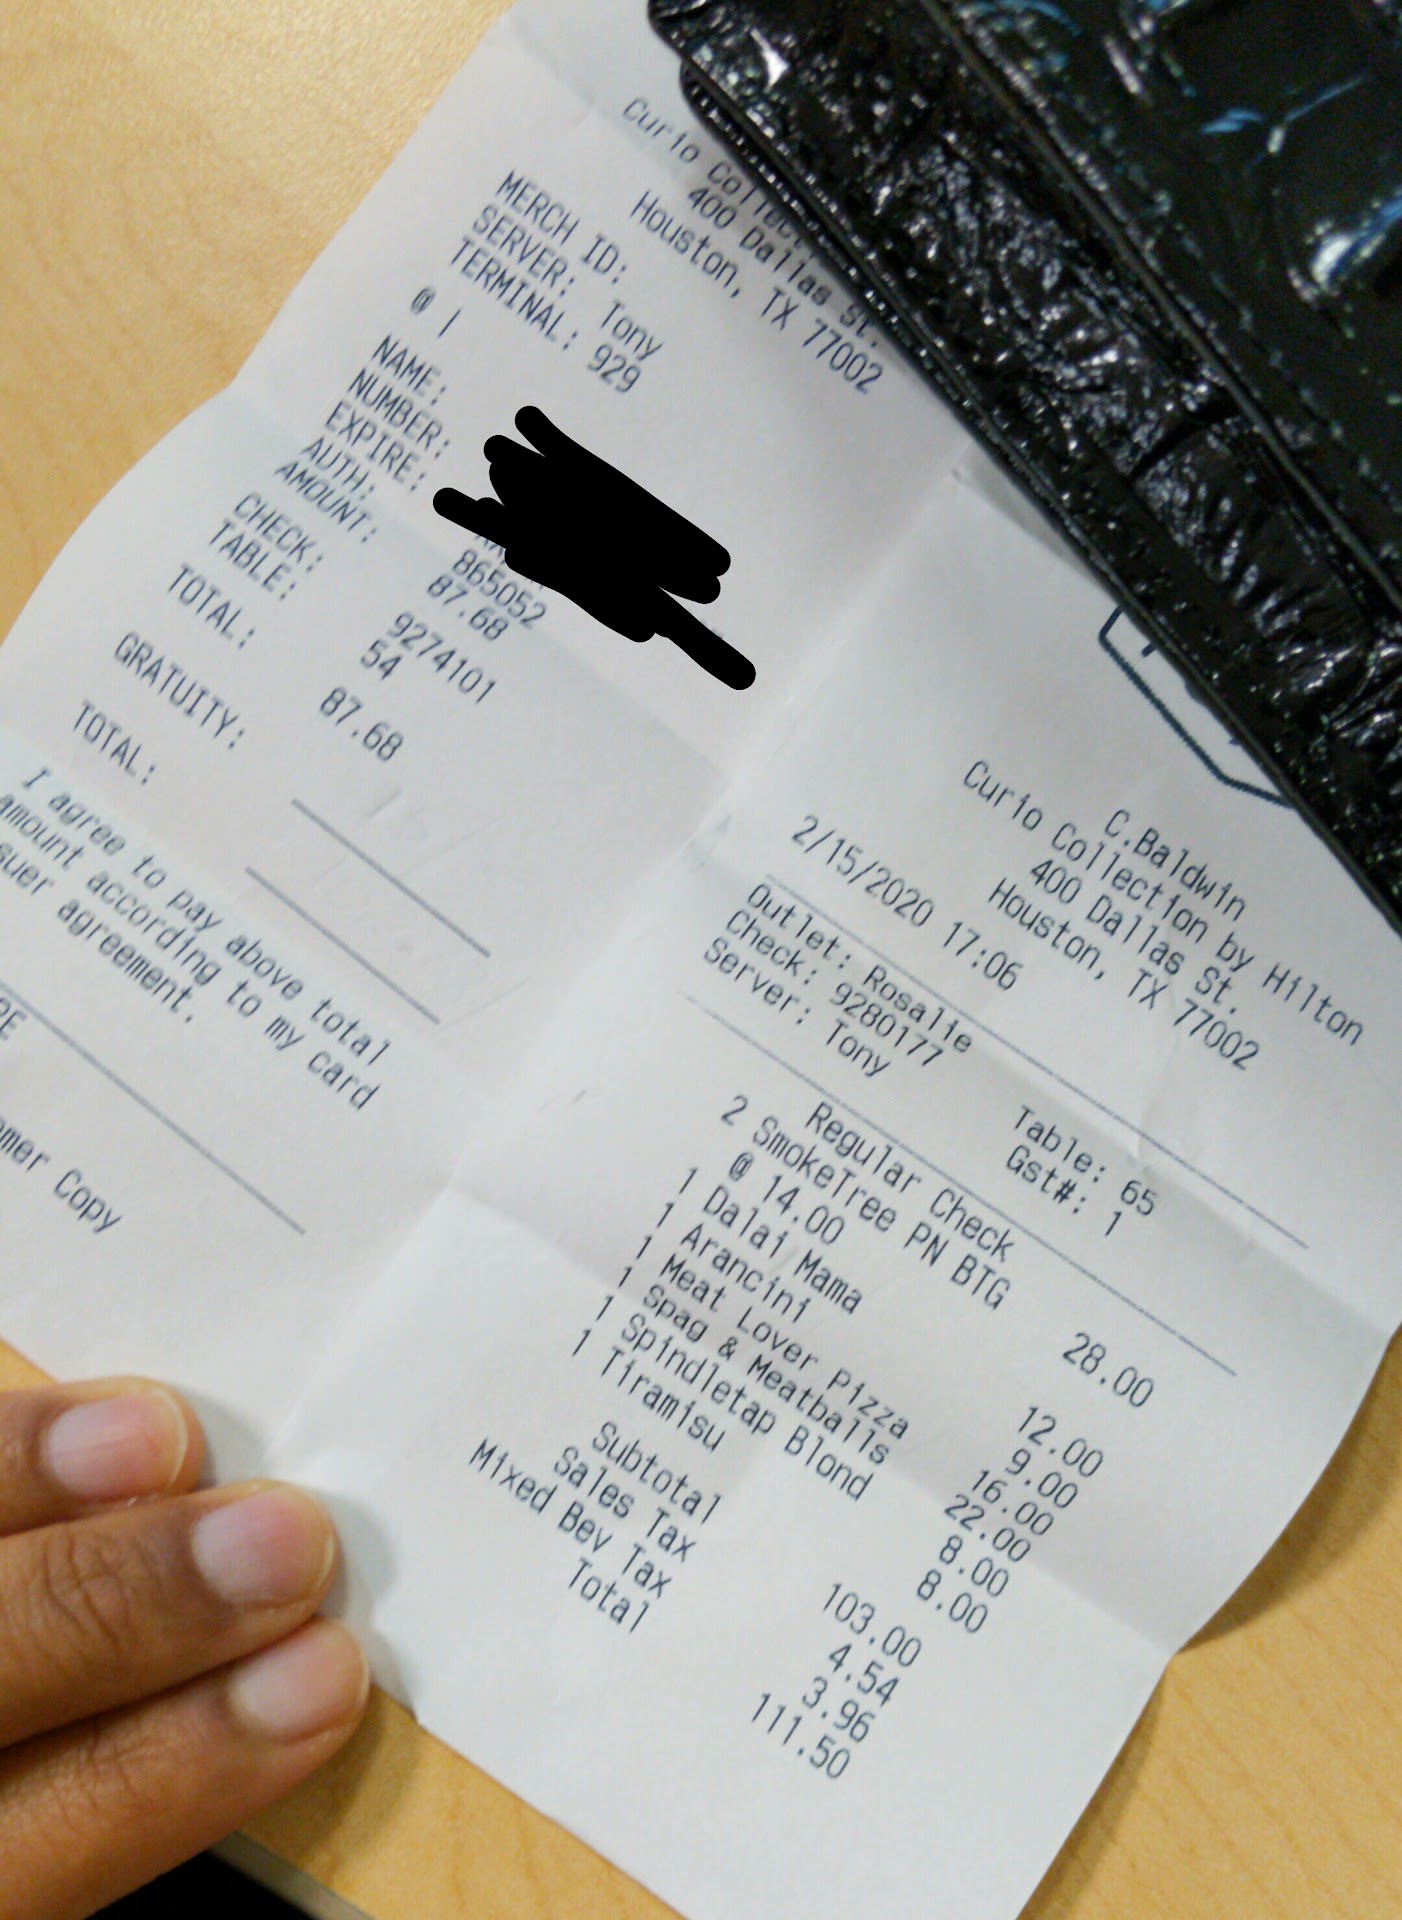 Curio Collect
400 Dallas St.
Houston, TX 77002
MERCH ID:
SERVER: Tony
TERMINAL: 929
@ |
NAME:
NUMBER:
EXPIRE:
AUTH: 865052
AMOUNT: 87.68
CHECK: 9274101
TABLE: 54
TOTAL: 87.68
GRATUITY:
TOTAL:
I agree to pay above total
amount according to my card
suer agreement.
RE
mer Copy
C.Baldwin
Curio Collection by Hilton
400 Dallas St.
Houston, TX 77002
2/15/2020 17:06
Outlet: Rosalie
Check: 9280177 Table: 65
Server: Tony Gst#: 1
Regular Check
2 SmokeTree PN BTG
@ 14.00 28.00
1 Dalai Mama 12.00
1 Arancini 9.00
1 Meat Lover Pizza 16.00
1 Spag & Meatballs 22.00
1 Spindletap Blond 8.00
1 Tiramisu 8.00
Subtotal 103.00
Sales Tax 4.54
Mixed Bev Tax 3.96
Total 111.50